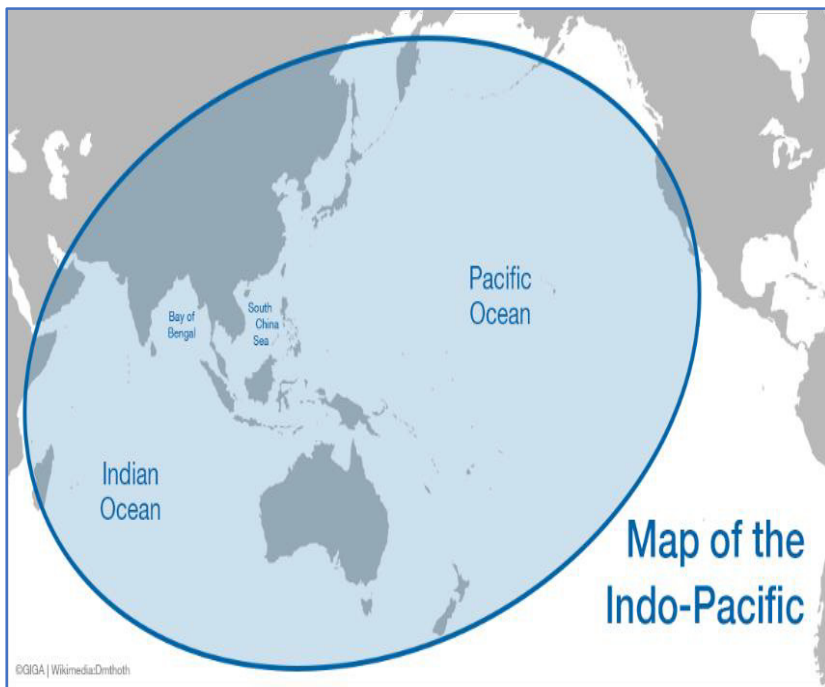 Pacific
Ocean
Bay of
Bengal
South
China
Sea
Indian
Ocean
Map of the
Indo-Pacific
©GIGA | Wikimedia:Dmthoth